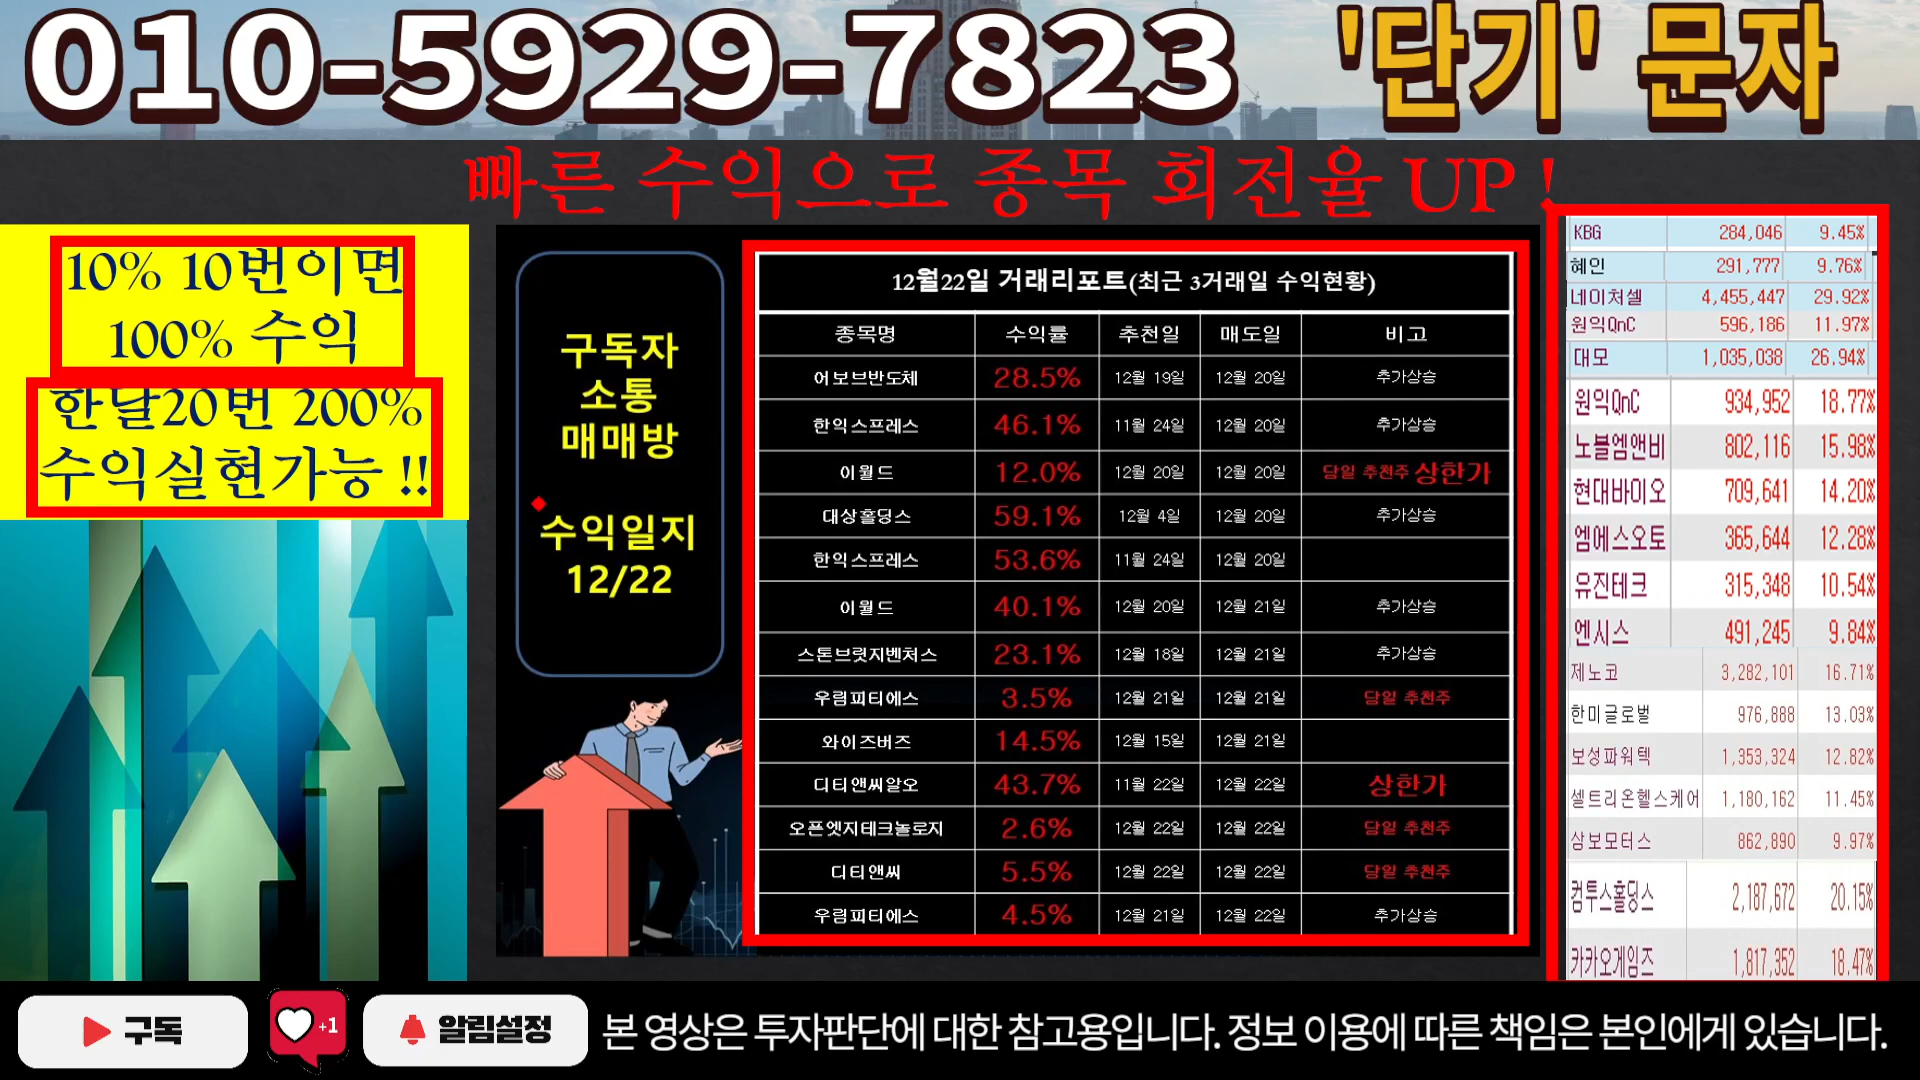 010-5929-7823 '단기' 문자
빠른 수익으로 종목 회전율 UP !
10% 10번이면
100% 수익
한달20번 200%
수익실현가능 !!
구독자
소통
매매방
수익일지
12/22
12월22일 거래리포트(최근 3거래일 수익현황)
종목명 수익률 추천일 매도일 비고
어보브반도체 28.5% 12월 19일 12월 20일 추가상승
한익스프레스 46.1% 11월 24일 12월 20일 추가상승
이월드 12.0% 12월 20일 12월 20일 당일 추천주 상한가
대상홀딩스 59.1% 12월 4일 12월 20일 추가상승
한익스프레스 53.6% 11월 24일 12월 20일
이월드 40.1% 12월 20일 12월 21일 추가상승
스톤브릿지벤처스 23.1% 12월 18일 12월 21일 추가상승
우림피티에스 3.5% 12월 21일 12월 21일 당일 추천주
와이즈버즈 14.5% 12월 15일 12월 21일
디티앤씨알오 43.7% 11월 22일 12월 22일 상한가
오픈엣지테크놀로지 2.6% 12월 22일 12월 22일 당일 추천주
디티앤씨 5.5% 12월 22일 12월 22일 당일 추천주
우림피티에스 4.5% 12월 21일 12월 22일 추가상승
KBG 284,046 9.45%
혜인 291,777 9.76%
네이처셀 4,455,447 29.92%
원익QnC 596,186 11.97%
대모 1,035,038 26.94%
원익QnC 934,952 18.77%
노블엠앤비 802,116 15.98%
현대바이오 709,641 14.20%
엠에스오토 365,644 12.28%
유진테크 315,348 10.54%
엔시스 491,245 9.84%
제노코 3,282,101 16.71%
한미글로벌 976,888 13.03%
보성파워텍 1,353,324 12.82%
셀트리온헬스케어 1,180,162 11.45%
상보모터스 862,890 9.97%
컴투스홀딩스 2,187,672 20.15%
카카오게임즈 1,817,352 18.47%
구독
+1
알림설정
본 영상은 투자판단에 대한 참고용입니다. 정보 이용에 따른 책임은 본인에게 있습니다.